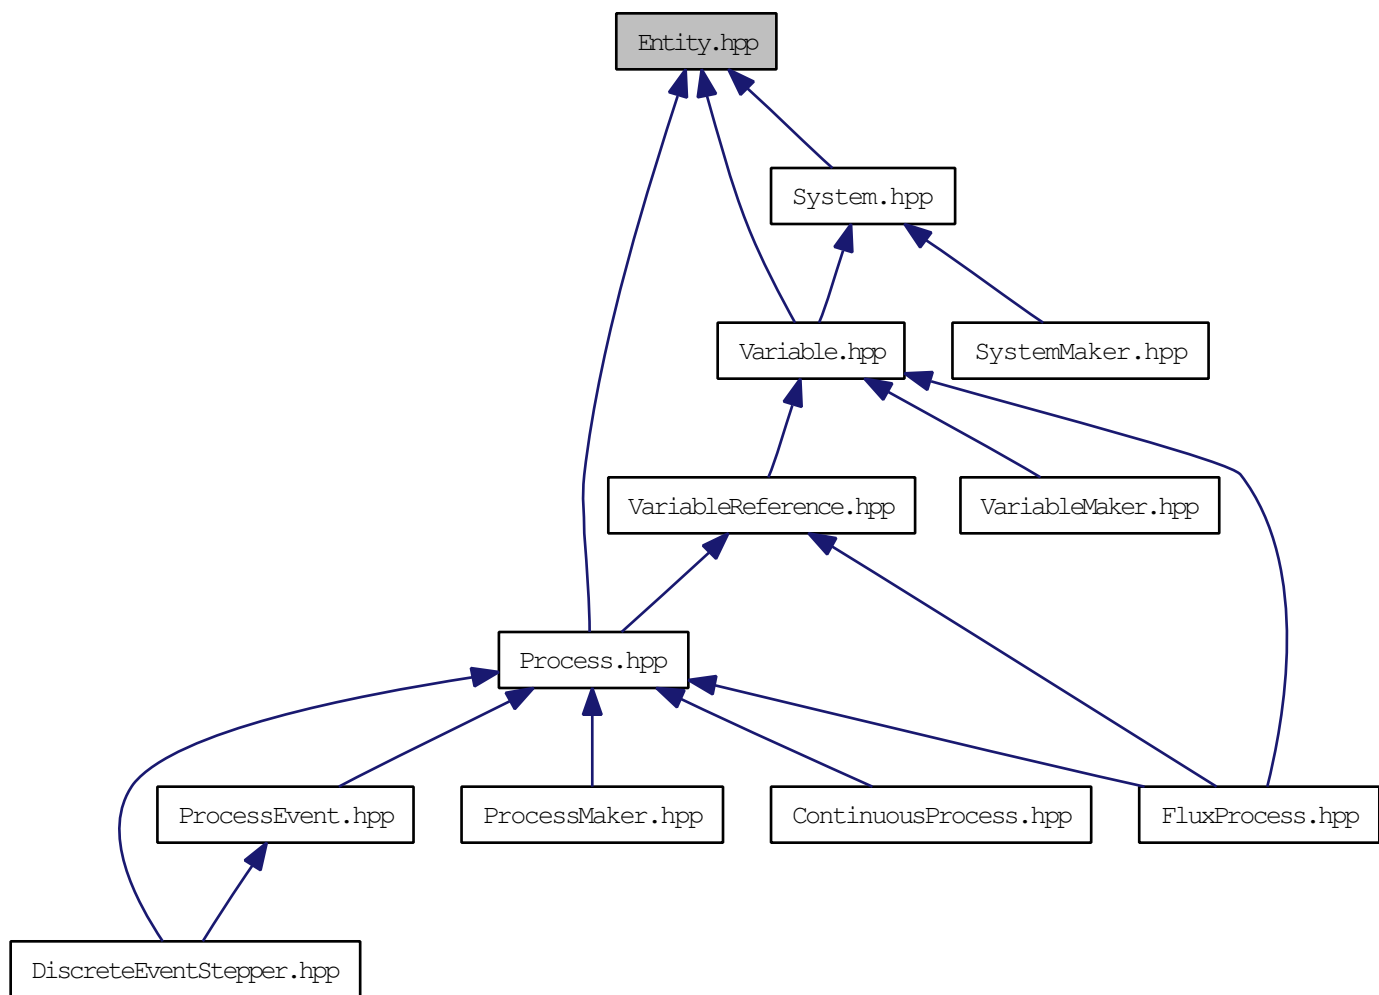 Entity.hpp
System.hpp
Variable.hpp
SystemMaker.hpp
VariableReference.hpp
VariableMaker.hpp
Process.hpp
ProcessEvent.hpp
ProcessMaker.hpp
ContinuousProcess.hpp
FluxProcess.hpp
DiscreteEventStepper.hpp